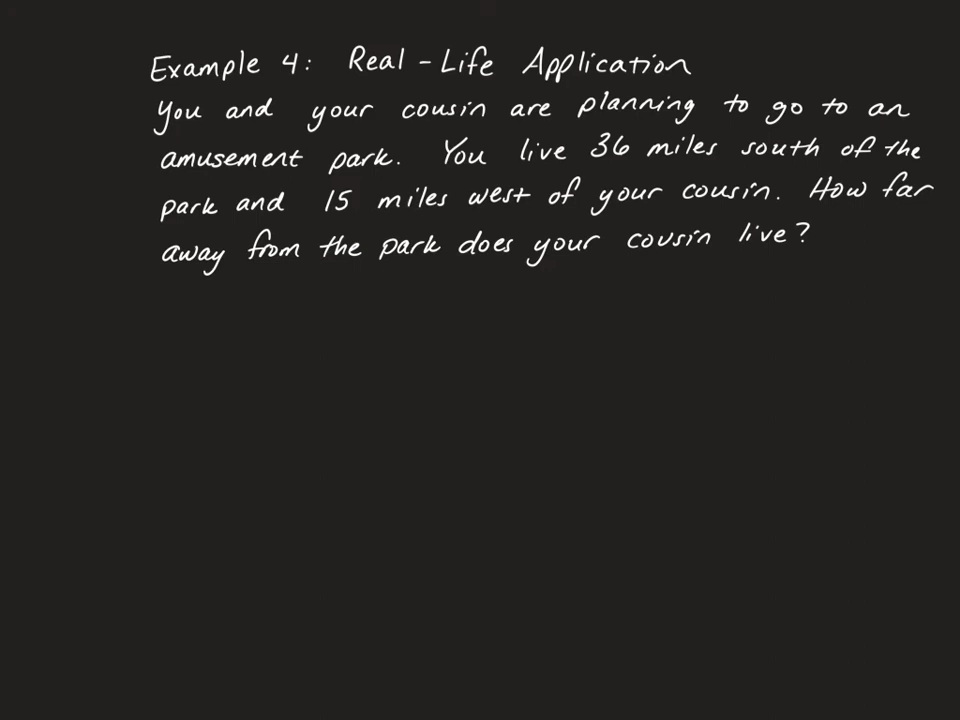 Example 4: Real-Life Application
You and your cousin are planning to go to an
amusement park. You live 36 miles south of the
park and 15 miles west of your cousin. How far
away from the park does your cousin live?